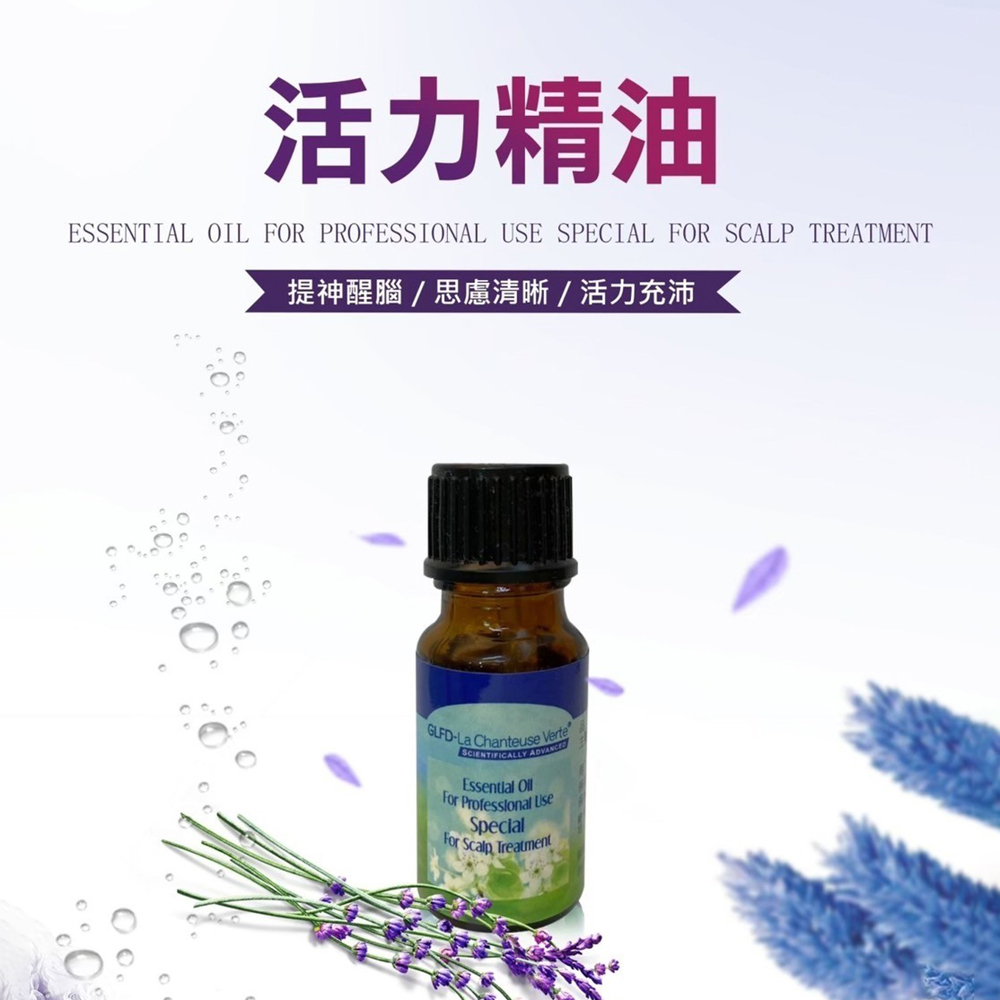 活力精油
ESSENTIAL OIL FOR PROFESSIONAL USE SPECIAL FOR SCALP TREATMENT
提神醒腦 / 思慮清晰 / 活力充沛
GLFD-La Chanteuse Verte®
SCIENTIFICALLY ADVANCED
Essential Oil
For Professional Use
Special
For Scalp Treatment